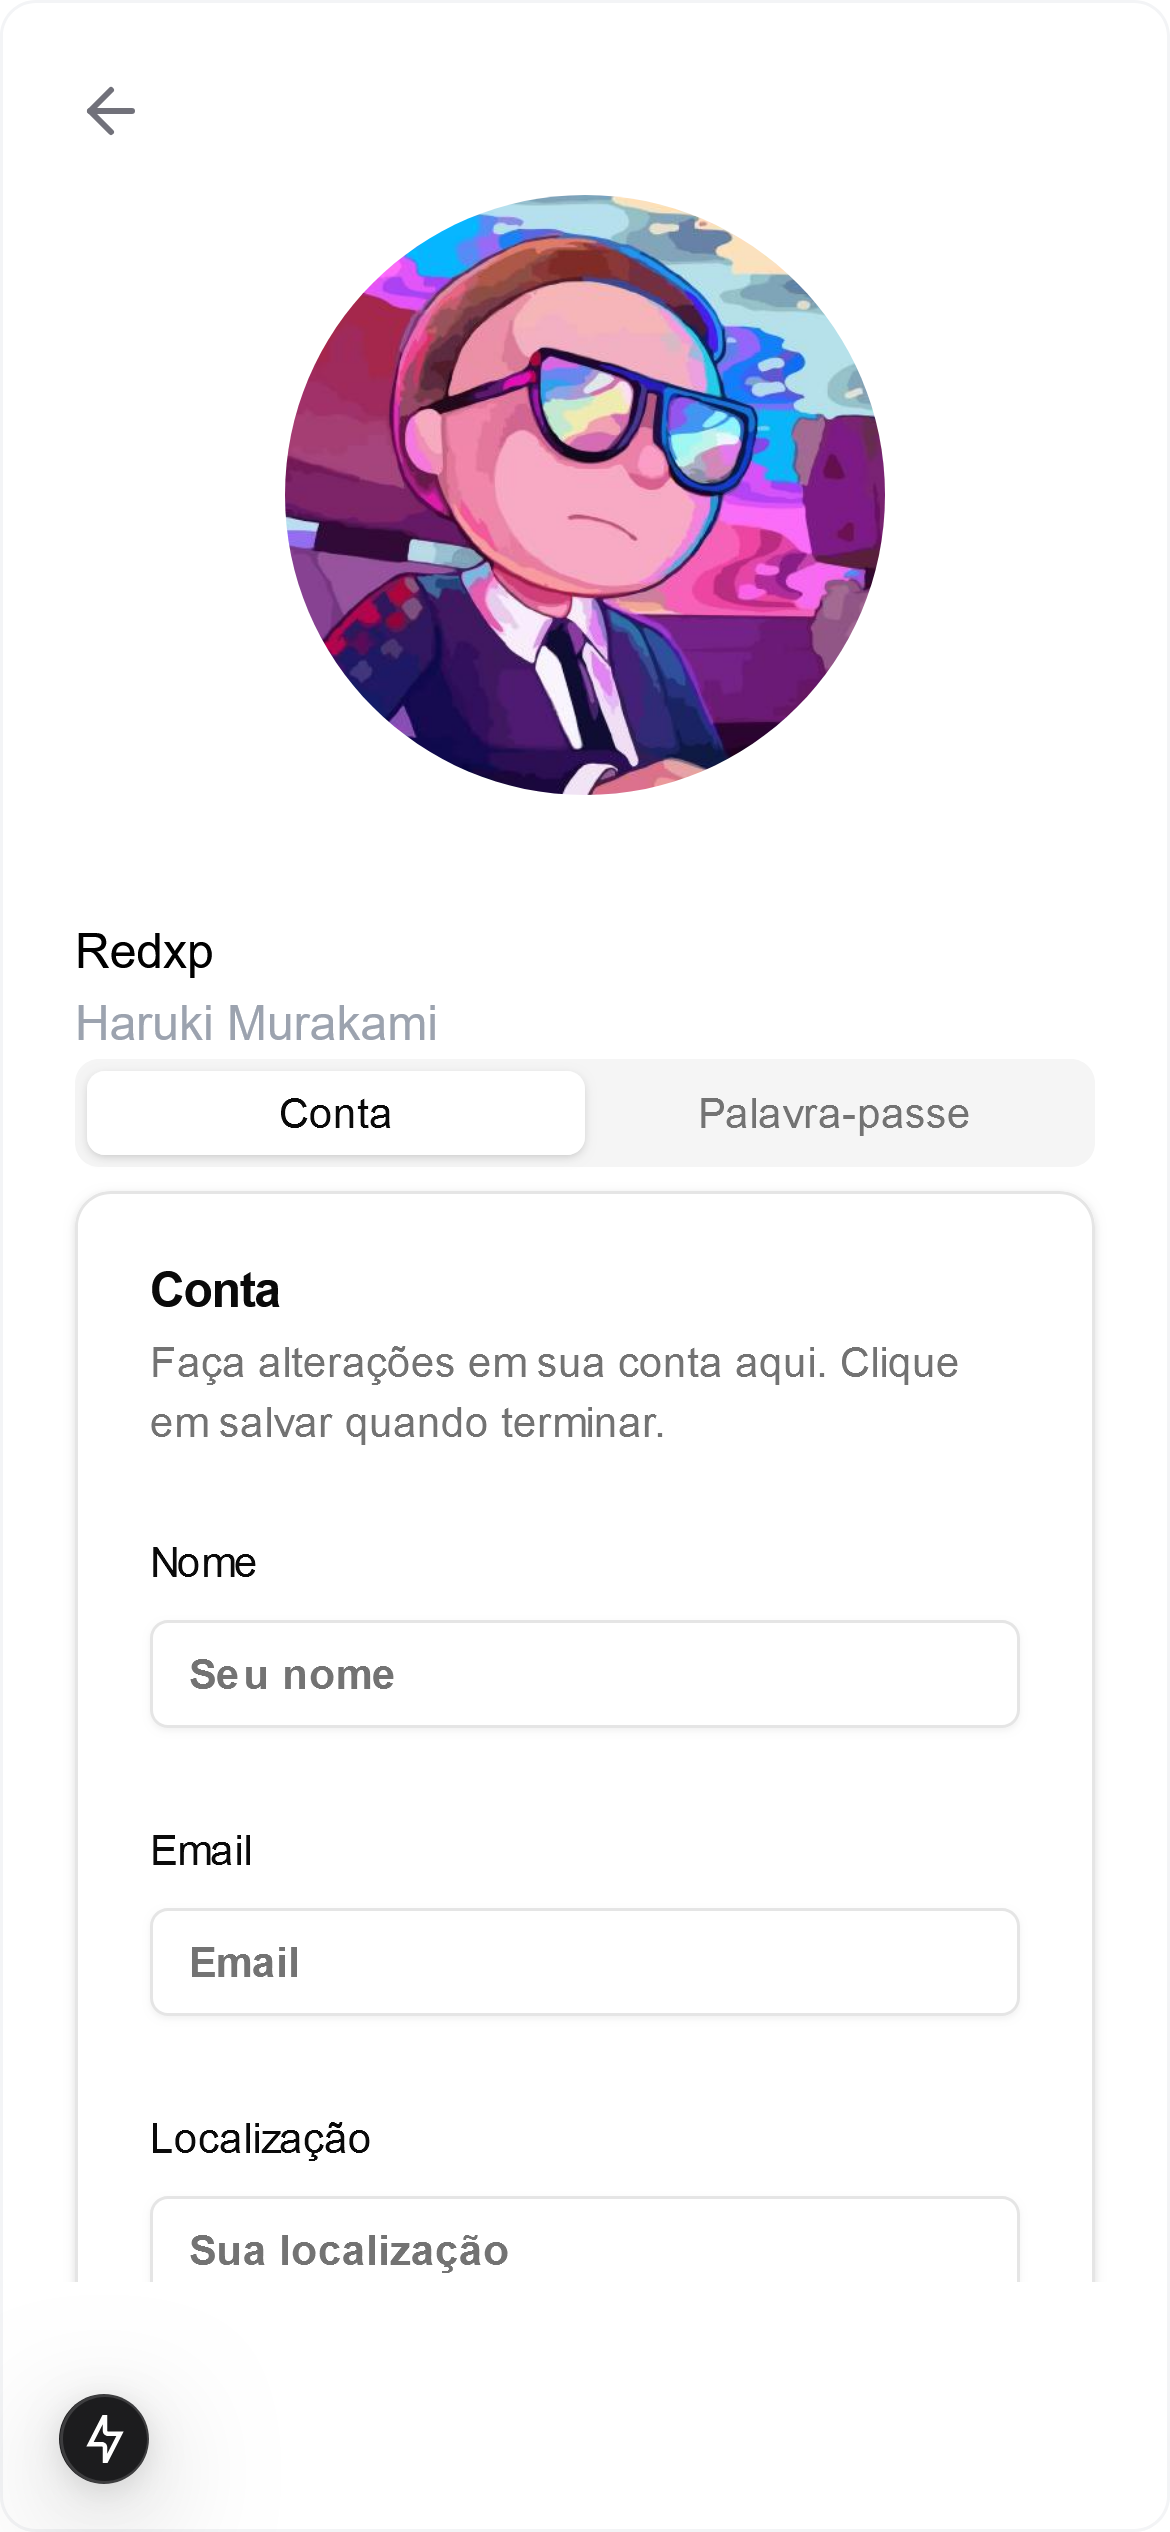 Redxp
Haruki Murakami
Conta
Palavra-passe
Conta
Faça alterações em sua conta aqui. Clique
em salvar quando terminar.
Nome
Seu nome
Email
Email
Localização
Sua localização